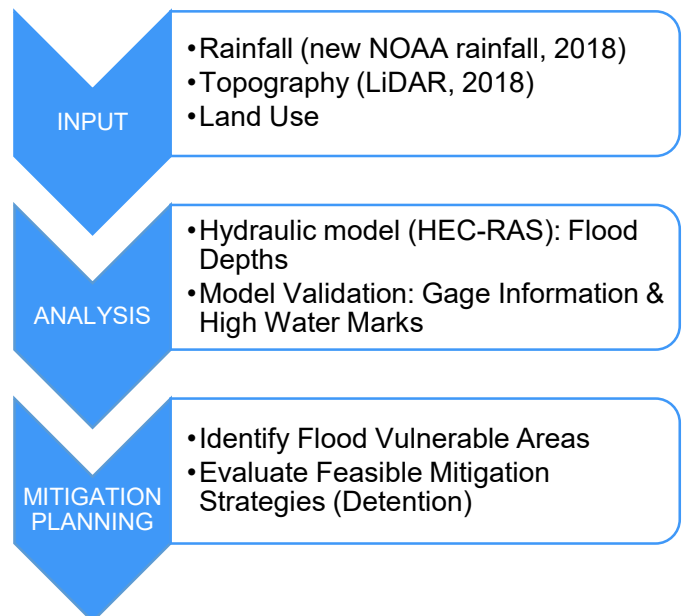 INPUT
•Rainfall (new NOAA rainfall, 2018)
•Topography (LiDAR, 2018)
•Land Use
ANALYSIS
•Hydraulic model (HEC-RAS): Flood
Depths
•Model Validation: Gage Information &
High Water Marks
MITIGATION
PLANNING
•Identify Flood Vulnerable Areas
•Evaluate Feasible Mitigation
Strategies (Detention)